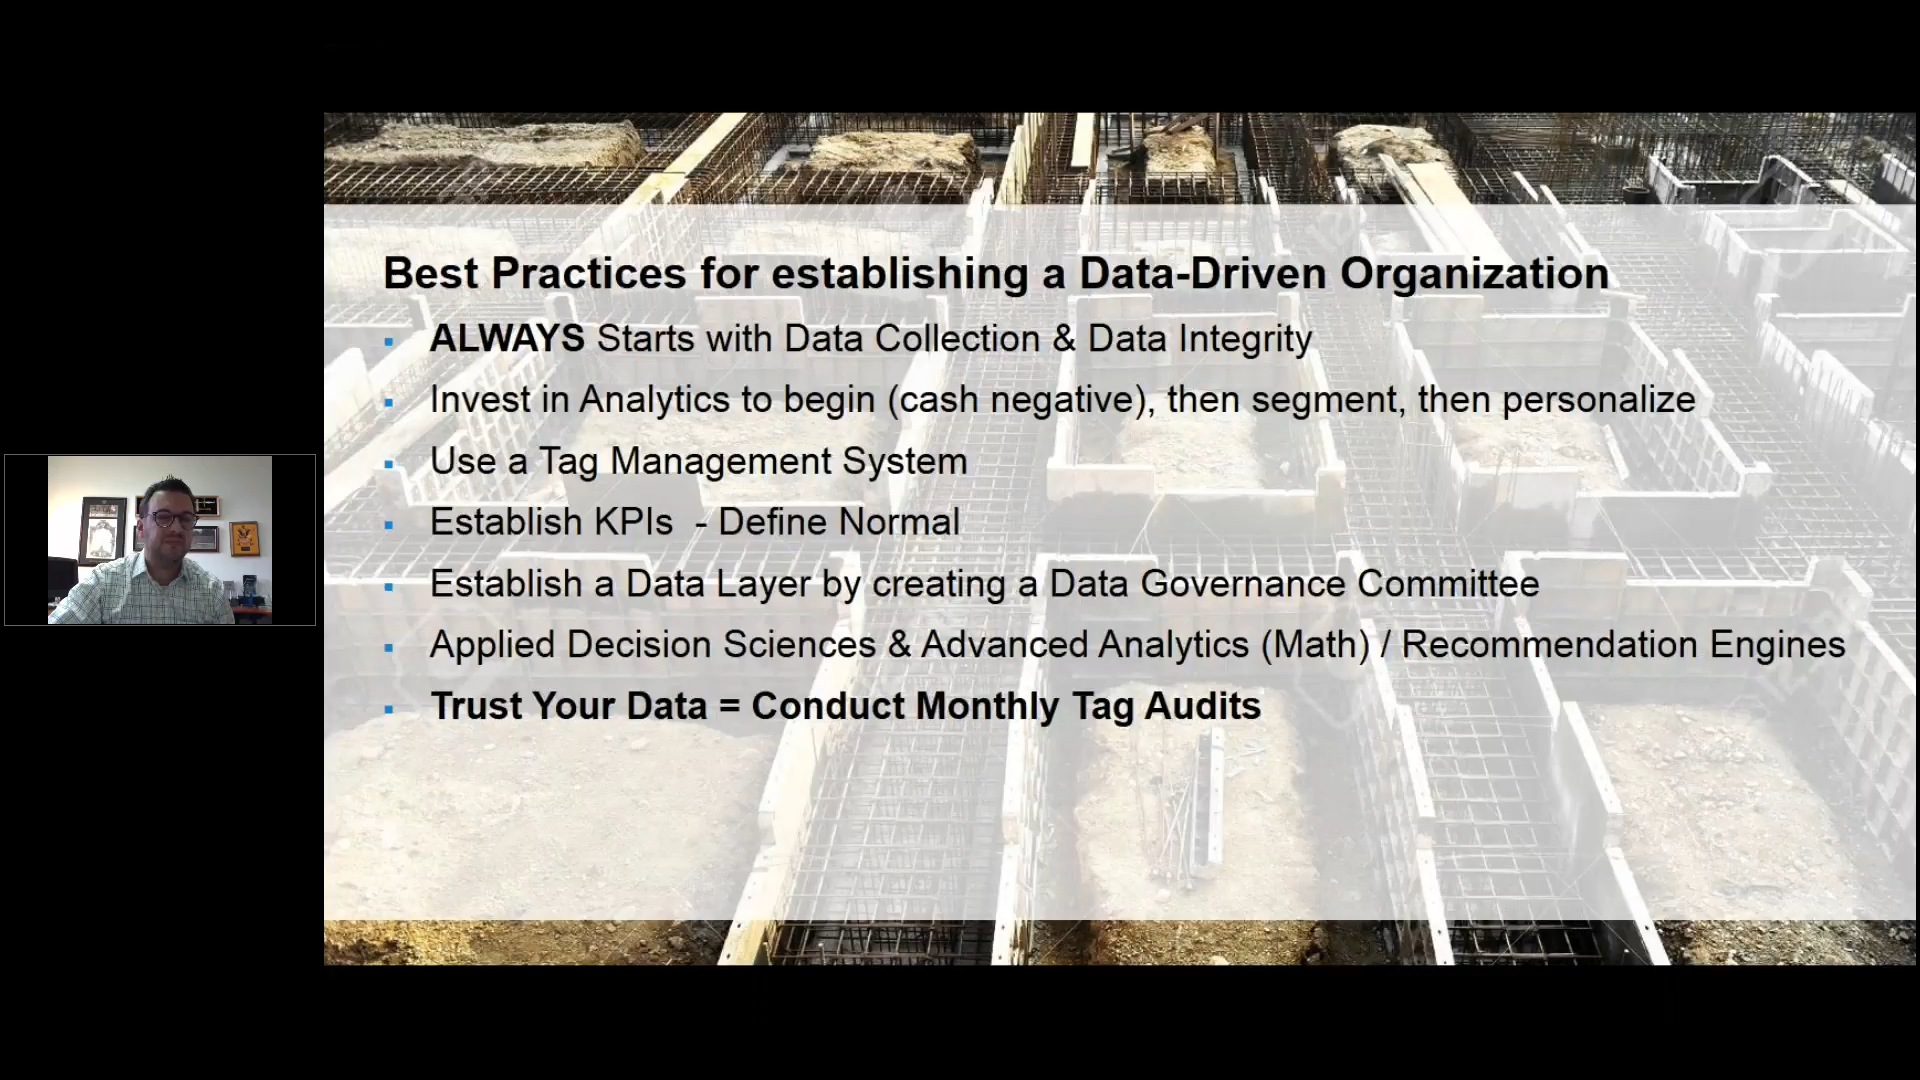 Best Practices for establishing a Data-Driven Organization
ALWAYS Starts with Data Collection & Data Integrity
Invest in Analytics to begin (cash negative), then segment, then personalize
Use a Tag Management System
Establish KPIs  - Define Normal
Establish a Data Layer by creating a Data Governance Committee
Applied Decision Sciences & Advanced Analytics (Math) / Recommendation Engines
Trust Your Data = Conduct Monthly Tag Audits